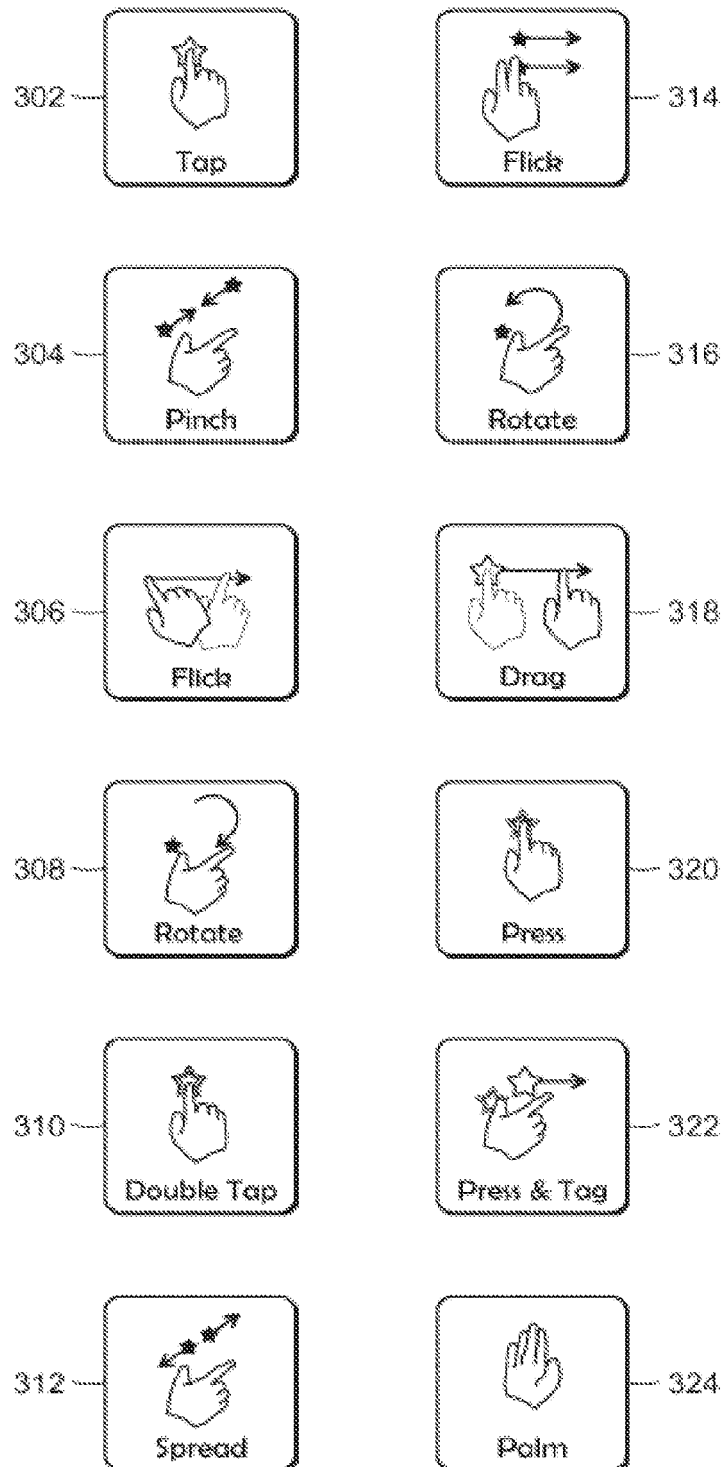 302
Tap
314
Flick
304
Pinch
316
Rotate
306
Flick
318
Drag
308
Rotate
320
Press
310
Double Tap
322
Press & Tag
312
Spread
324
Palm